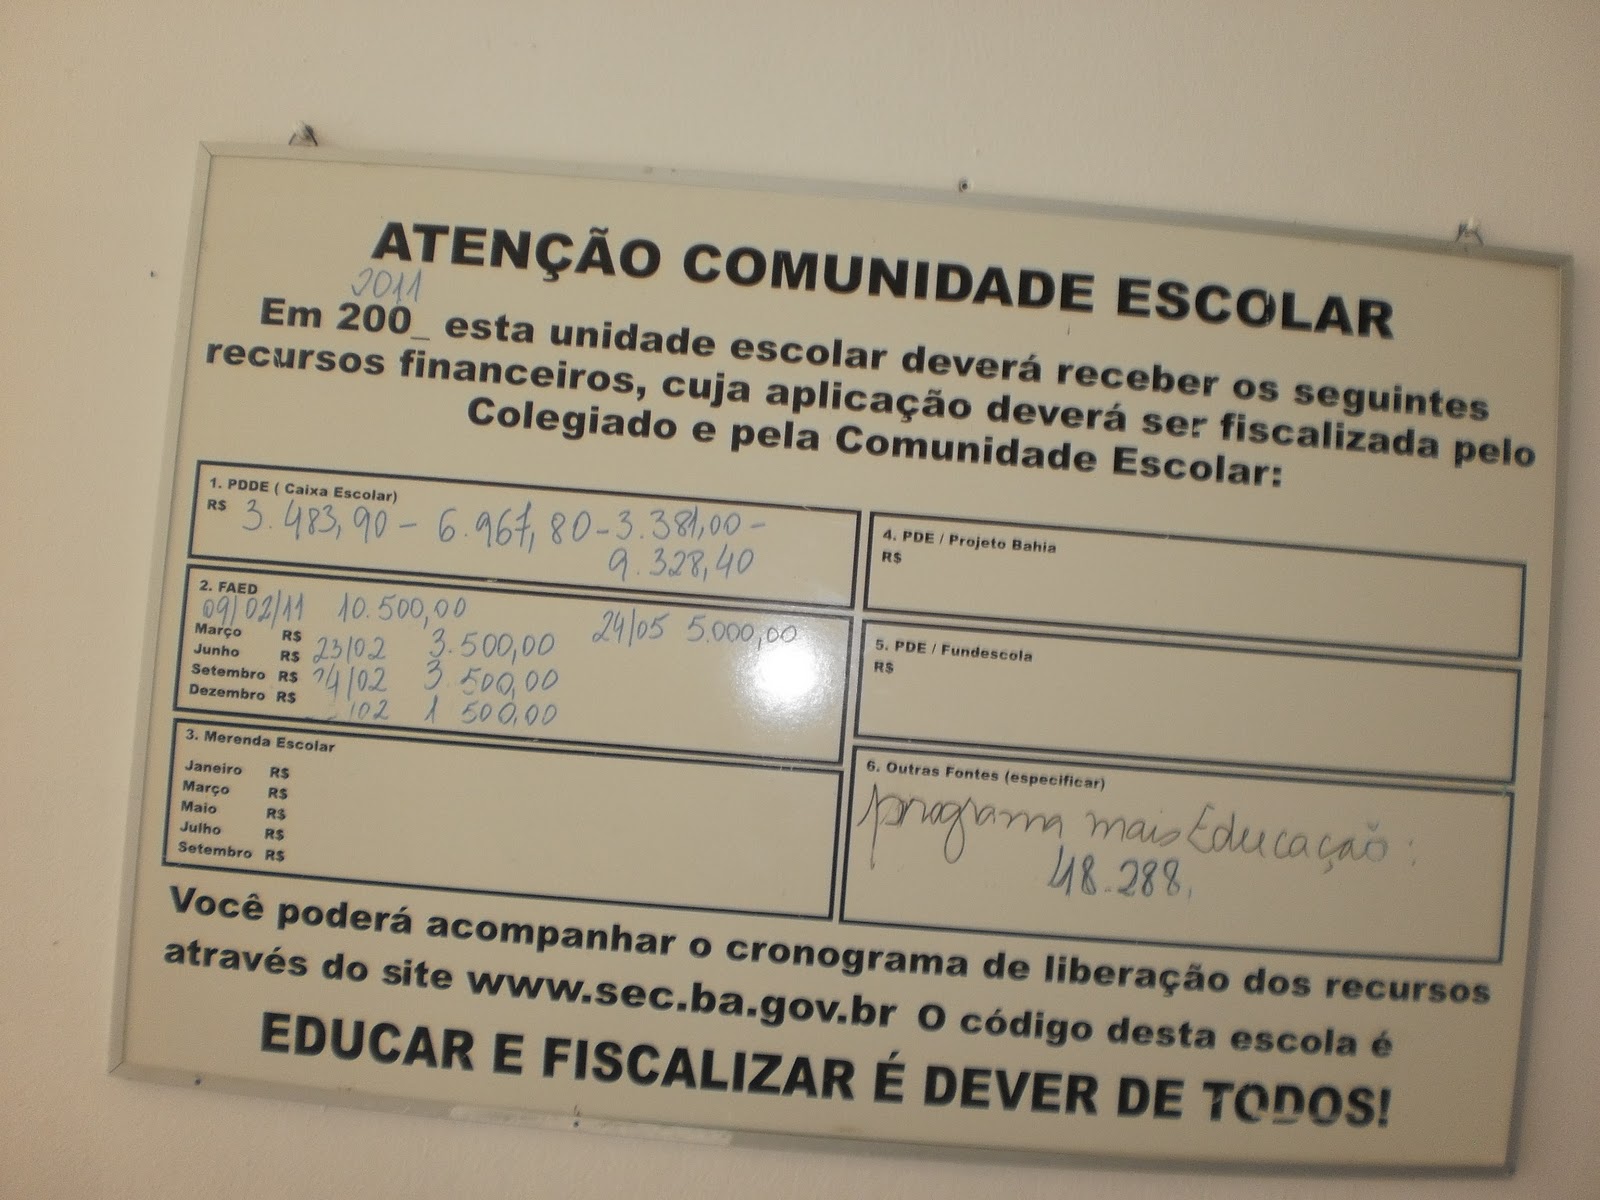 ATENÇÃO COMUNIDADE ESCOLAR
2011
Em 200_ esta unidade escolar deverá receber os seguintes
recursos financeiros, cuja aplicação deverá ser fiscalizada pelo
Colegiado e pela Comunidade Escolar:
1. PDDE ( Caixa Escolar)
R$ 3.483,90 - 6.967,80 - 3.381,00 -
9.328,40
2. FAED
09/02/11 10.500,00
24/05 5.000,00
Março R$
Junho R$ 23/02 3.500,00
Setembro R$ 24/02 3.500,00
Dezembro R$
/02 1 500,00
3. Merenda Escolar
Janeiro R$
Março R$
Maio R$
Julho R$
Setembro R$
4. PDE / Projeto Bahia
R$
5. PDE / Fundescola
R$
6. Outras Fontes (especificar)
programa mais Educação:
48.288,
Você poderá acompanhar o cronograma de liberação dos recursos
através do site www.sec.ba.gov.br O código desta escola é
EDUCAR E FISCALIZAR É DEVER DE TODOS!